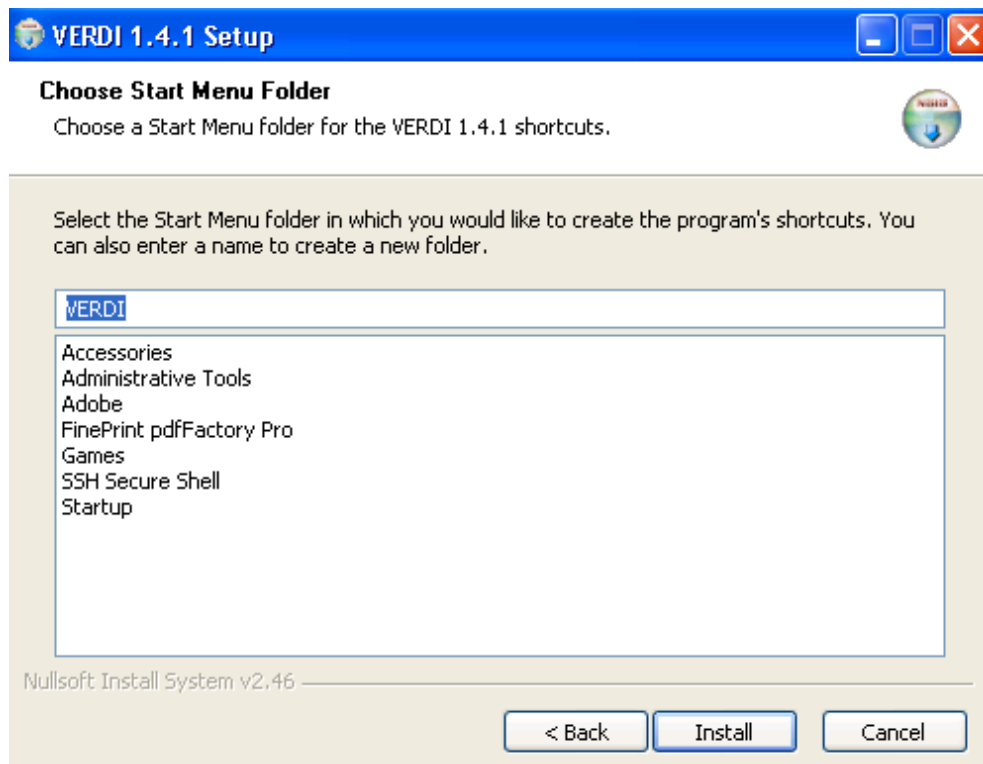 VERDI 1.4.1 Setup
Choose Start Menu Folder
Choose a Start Menu folder for the VERDI 1.4.1 shortcuts.
Select the Start Menu folder in which you would like to create the program's shortcuts. You
can also enter a name to create a new folder.
VERDI
Accessories
Administrative Tools
Adobe
FinePrint pdfFactory Pro
Games
SSH Secure Shell
Startup
Nullsoft Install System v2.46
< Back
Install
Cancel